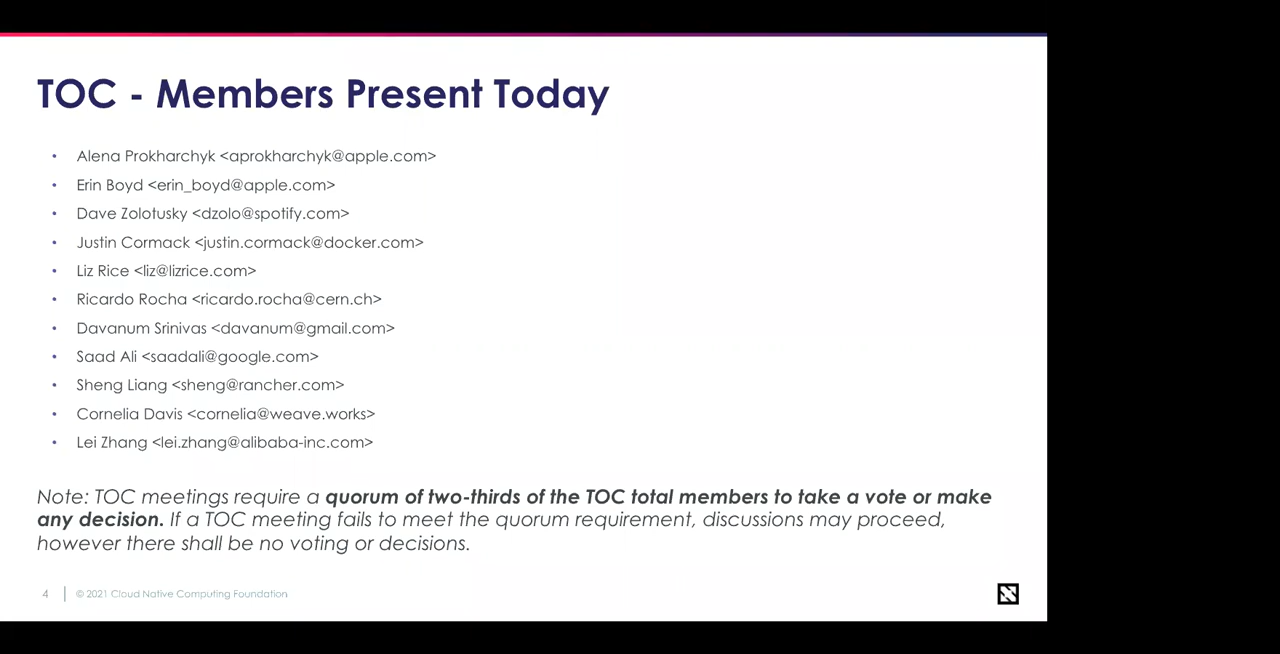 TOC - Members Present Today
• Alena Prokharchyk <aprokharchyk@apple.com>
• Erin Boyd <erin_boyd@apple.com>
• Dave Zolotusky <dzolo@spotify.com>
• Justin Cormack <justin.cormack@docker.com>
• Liz Rice <liz@lizrice.com>
• Ricardo Rocha <ricardo.rocha@cern.ch>
• Davanum Srinivas <davanum@gmail.com>
• Saad Ali <saadali@google.com>
• Sheng Liang <sheng@rancher.com>
• Cornelia Davis <cornelia@weave.works>
• Lei Zhang <lei.zhang@alibaba-inc.com>
Note: TOC meetings require a quorum of two-thirds of the TOC total members to take a vote or make
any decision. If a TOC meeting fails to meet the quorum requirement, discussions may proceed,
however there shall be no voting or decisions.
4 | © 2021 Cloud Native Computing Foundation